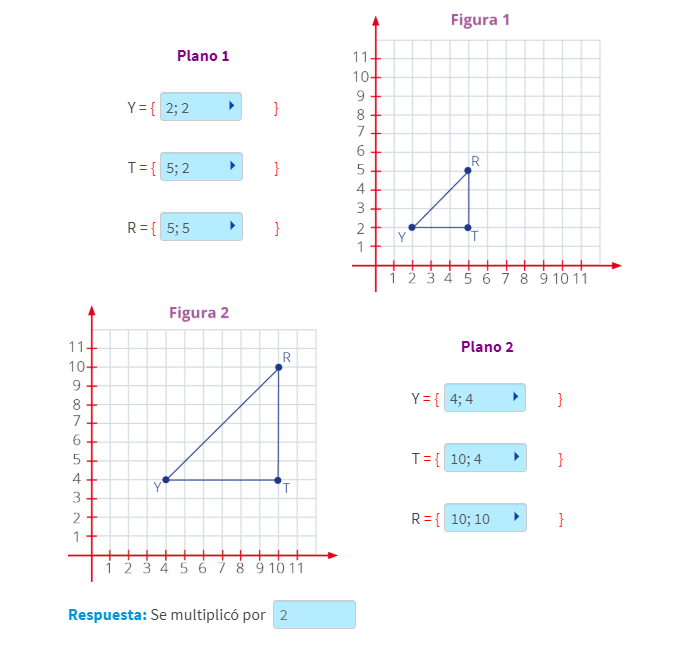 Plano 1
Y = { 2; 2 }
T = { 5; 2 }
R = { 5; 5 }
Figura 1
11
10
9
8
7
6
5
4
3
2
1
R
Y
T
1 2 3 4 5 6 7 8 9 10 11
Figura 2
11
10
9
8
7
6
5
4
3
2
1
R
Y
T
1 2 3 4 5 6 7 8 9 10 11
Plano 2
Y = { 4; 4 }
T = { 10; 4 }
R = { 10; 10 }
Respuesta: Se multiplicó por 2